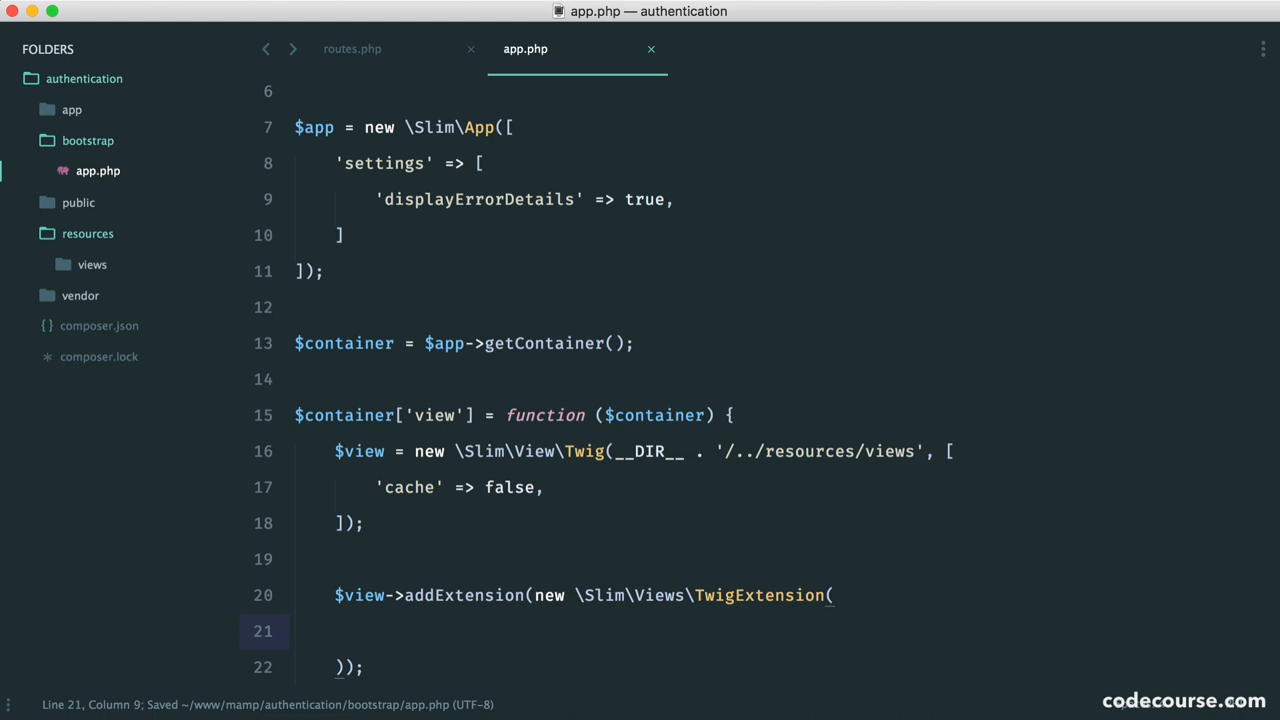 app.php — authentication
FOLDERS
authentication
app
bootstrap
app.php
public
resources
views
vendor
{} composer.json
* composer.lock
routes.php ×
app.php ×
6
7 $app = new \Slim\App([
8 'settings' => [
9 'displayErrorDetails' => true,
10 ]
11 ]);
12
13 $container = $app->getContainer();
14
15 $container['view'] = function ($container) {
16 $view = new \Slim\View\Twig(__DIR__ . '/../resources/views', [
17 'cache' => false,
18 ]);
19
20 $view->addExtension(new \Slim\Views\TwigExtension(
21
22 ));
Line 21, Column 9; Saved ~/www/mamp/authentication/bootstrap/app.php (UTF-8)
codecourse.com